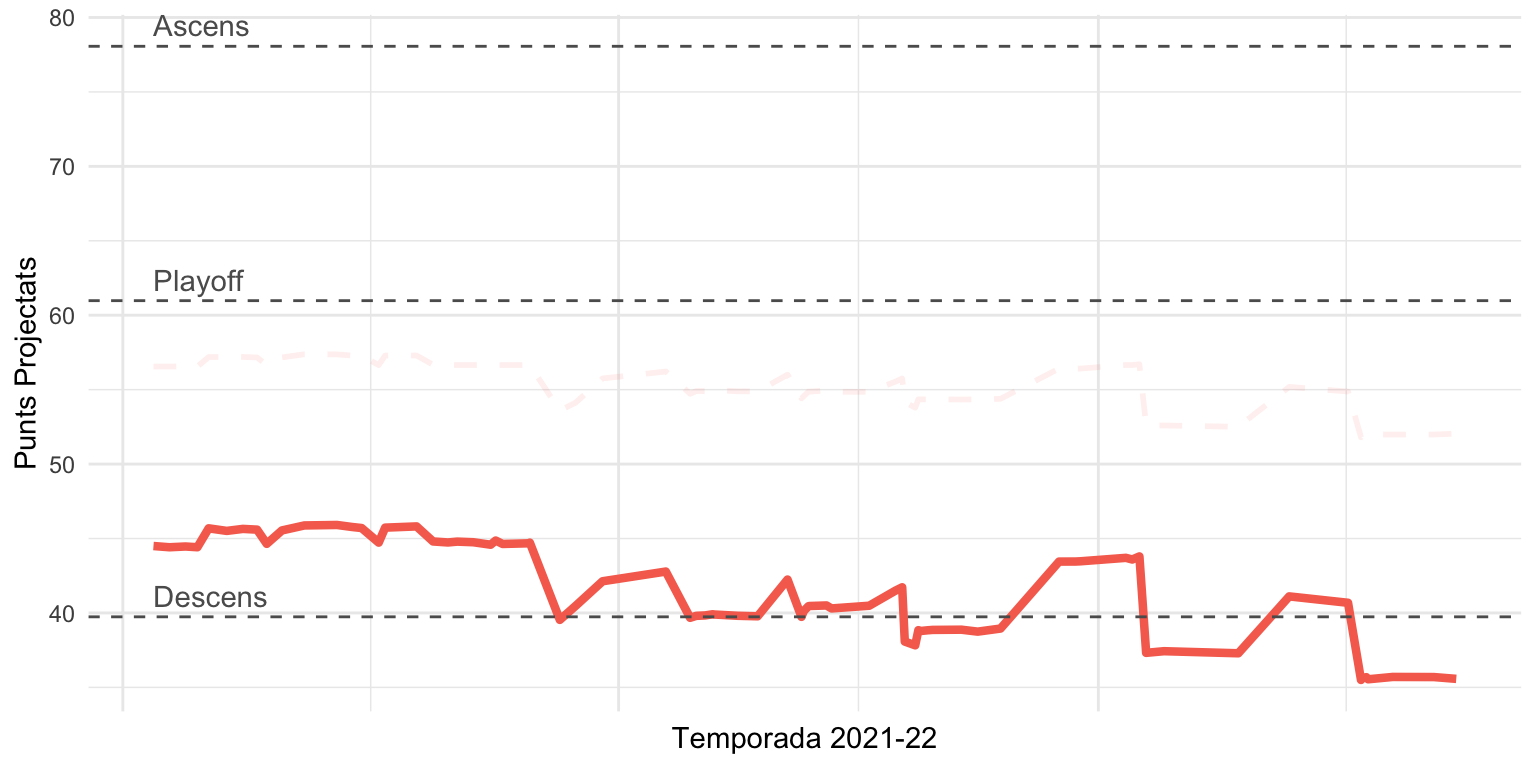 80
Ascens
70
Playoff
60
Punts Projectats
50
Descens
40
Temporada 2021-22